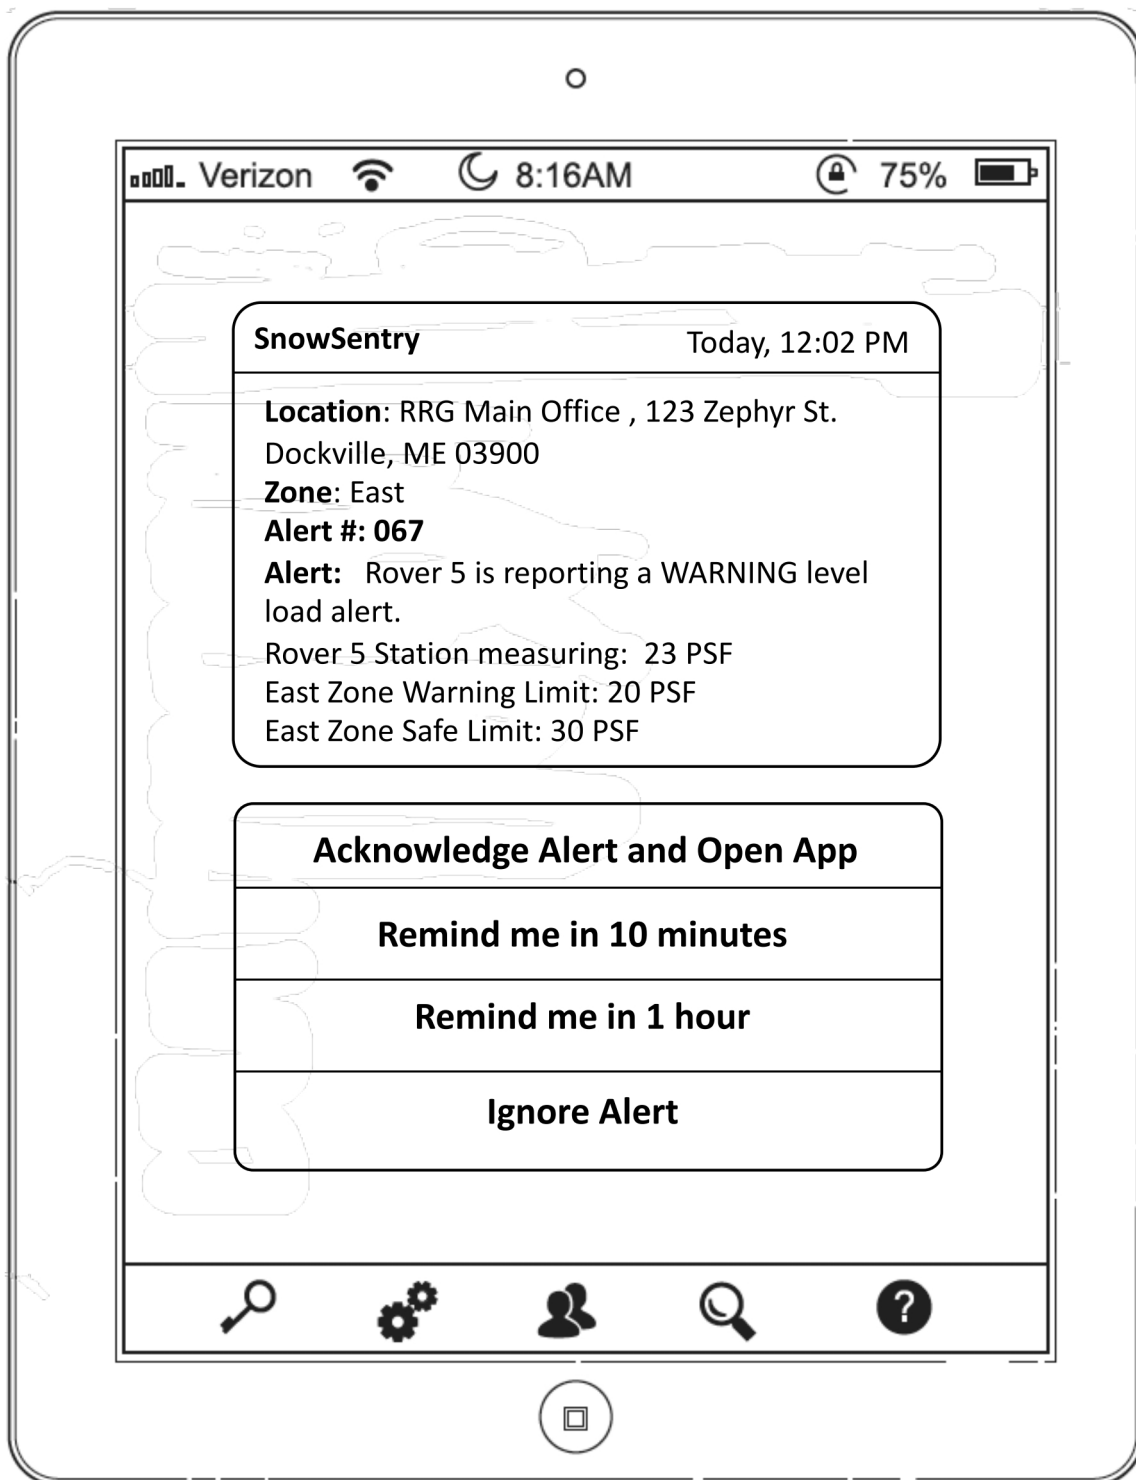 Verizon 8:16AM 75%
SnowSentry Today, 12:02 PM
Location: RRG Main Office , 123 Zephyr St.
Dockville, ME 03900
Zone: East
Alert #: 067
Alert: Rover 5 is reporting a WARNING level
load alert.
Rover 5 Station measuring: 23 PSF
East Zone Warning Limit: 20 PSF
East Zone Safe Limit: 30 PSF
Acknowledge Alert and Open App
Remind me in 10 minutes
Remind me in 1 hour
Ignore Alert
?